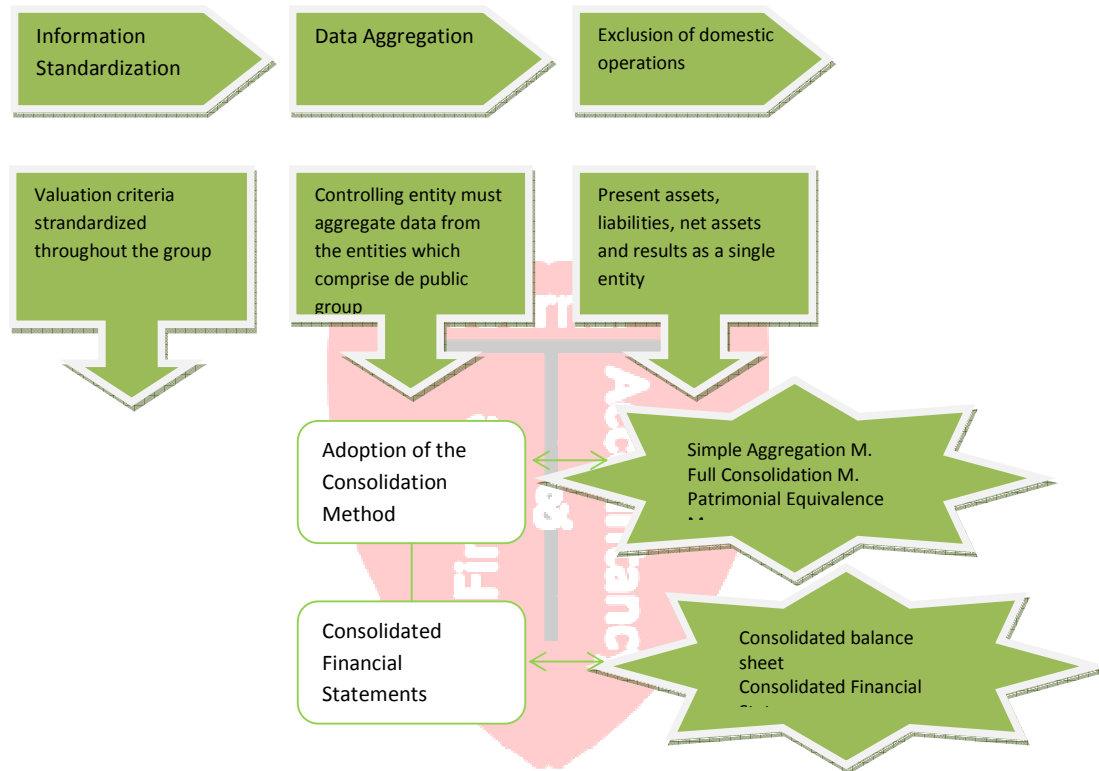 Information
Standardization
Data Aggregation
Exclusion of domestic
operations
Valuation criteria
strandardized
throughout the group
Controlling entity must
aggregate data from
the entities which
comprise de public
group
Present assets,
liabilities, net assets
and results as a single
entity
Adoption of the
Consolidation
Method
Simple Aggregation M.
Full Consolidation M.
Patrimonial Equivalence
Consolidated
Financial
Statements
Consolidated balance
sheet
Consolidated Financial
&